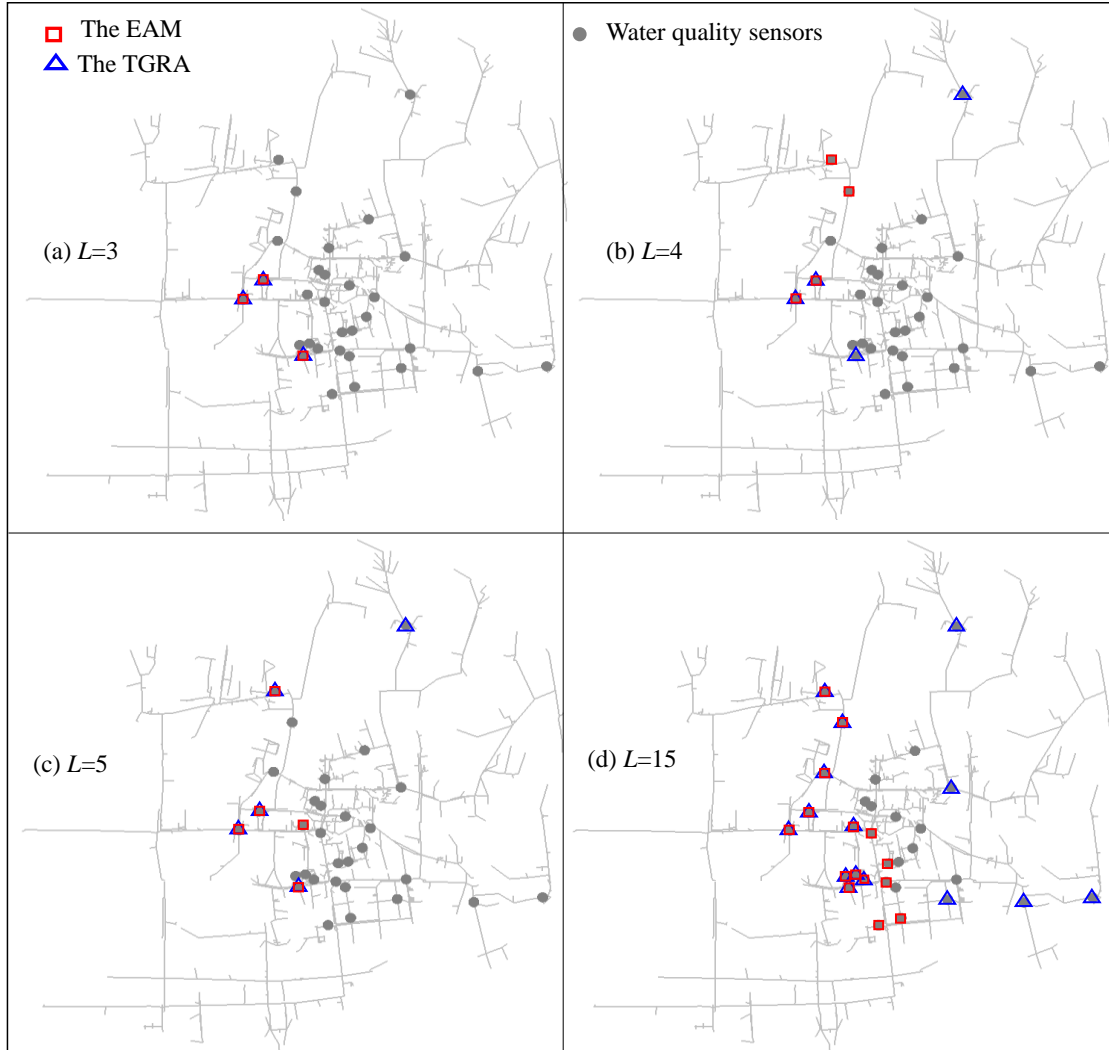 The EAM
The TGRA
Water quality sensors
(a) L=3
(b) L=4
(c) L=5
(d) L=15